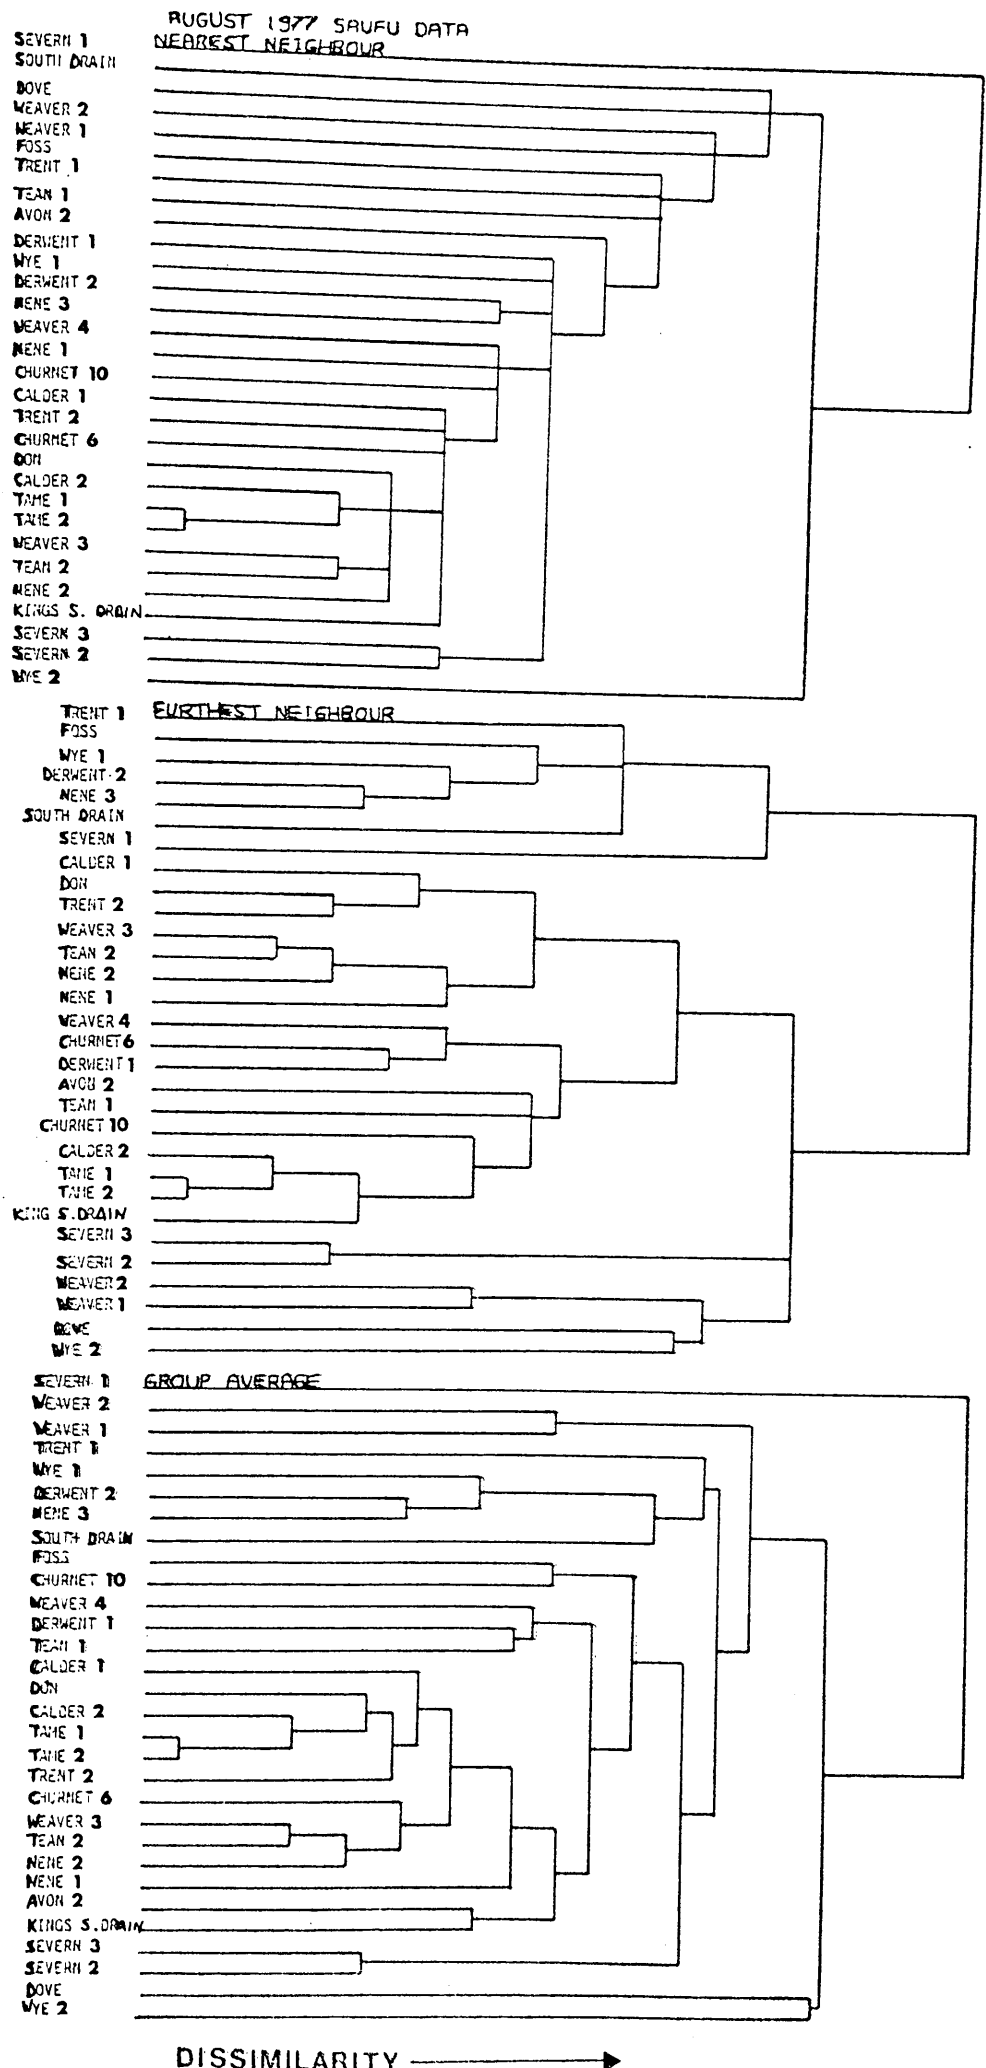 AUGUST 1977 SAUFU DATA
NEAREST NEIGHBOUR
SEVERN 1
SOUTH DRAIN
DOVE
WEAVER 2
WEAVER 1
FOSS
TRENT 1
TEAN 1
AVON 2
DERWENT 1
WYE 1
DERWENT 2
NENE 3
WEAVER 4
NENE 1
CHURNET 10
CALDER 1
TRENT 2
CHURNET 6
DON
CALDER 2
TAME 1
TAME 2
WEAVER 3
TEAN 2
NENE 2
KINGS S. DRAIN
SEVERN 3
SEVERN 2
WYE 2
FURTHEST NEIGHBOUR
TRENT 1
FOSS
WYE 1
DERWENT 2
NENE 3
SOUTH DRAIN
SEVERN 1
CALDER 1
DON
TRENT 2
WEAVER 3
TEAN 2
NENE 2
NENE 1
WEAVER 4
CHURNET 6
DERWENT 1
AVON 2
TEAN 1
CHURNET 10
CALDER 2
TAME 1
TAME 2
KING S. DRAIN
SEVERN 3
SEVERN 2
WEAVER 2
WEAVER 1
DOVE
WYE 2
GROUP AVERAGE
SEVERN 1
WEAVER 2
WEAVER 1
TRENT 1
WYE 1
DERWENT 2
NENE 3
SOUTH DRAIN
FOSS
CHURNET 10
WEAVER 4
DERWENT 1
TEAN 1
CALDER 1
DON
CALDER 2
TAME 1
TAME 2
TRENT 2
CHURNET 6
WEAVER 3
TEAN 2
NENE 2
NENE 1
AVON 2
KINGS S. DRAIN
SEVERN 3
SEVERN 2
DOVE
WYE 2
DISSIMILARITY